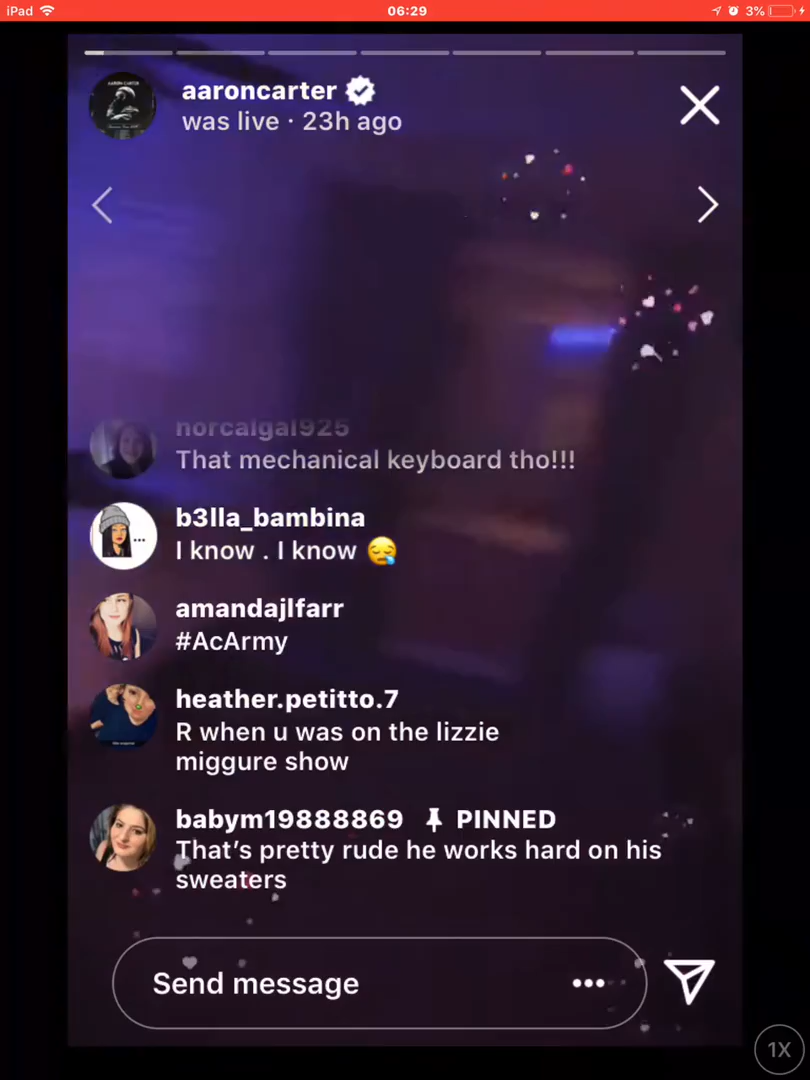 iPad 06:29 3%
aaroncarter
was live · 23h ago
norcalgal925
That mechanical keyboard tho!!!
b3lla_bambina
I know . I know 😪
amandajlfarr
#AcArmy
heather.petitto.7
R when u was on the lizzie
miggure show
babym19888869 PINNED
That’s pretty rude he works hard on his
sweaters
Send message
1X